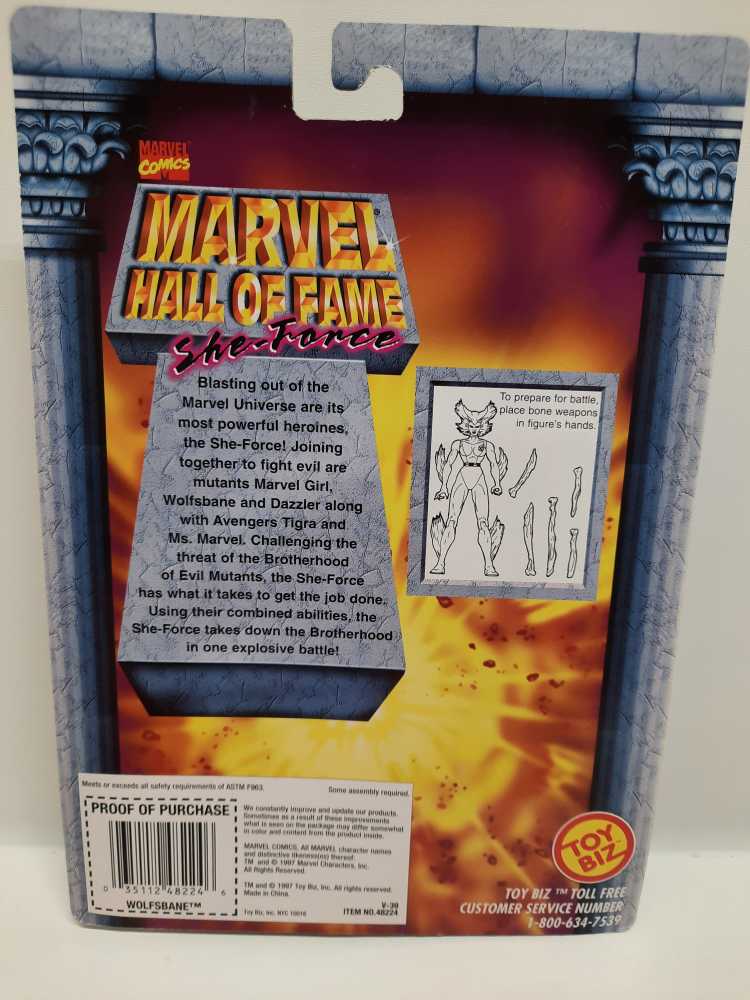 MARVEL
COMICS
MARVEL®
HALL OF FAME
She-Force
Blasting out of the
Marvel Universe are its
most powerful heroines,
the She-Force! Joining
together to fight evil are
mutants Marvel Girl,
Wolfsbane and Dazzler along
with Avengers Tigra and
Ms. Marvel. Challenging the
threat of the Brotherhood
of Evil Mutants, the She-Force
has what it takes to get the job done.
Using their combined abilities, the
She-Force takes down the Brotherhood
in one explosive battle!
To prepare for battle,
place bone weapons
in figure's hands.
Meets or exceeds all safety requirements of ASTM F963.
Some assembly required.
PROOF OF PURCHASE
0 35112 48224 6
WOLFSBANE™
We constantly improve and update our products.
Sometimes as a result of these improvements
what is seen on the package may differ somewhat
in color and content from the product inside.
MARVEL COMICS, All MARVEL character names
and distinctive likeness(es) thereof:
TM and © 1997 Marvel Characters, Inc.
All Rights Reserved.
TM and © 1997 Toy Biz, Inc. All rights reserved.
Made in China.
Toy Biz, Inc. NYC 10016
V-39
ITEM NO.48224
TOY
BIZ™
TOY BIZ ™ TOLL FREE
CUSTOMER SERVICE NUMBER
1-800-634-7539